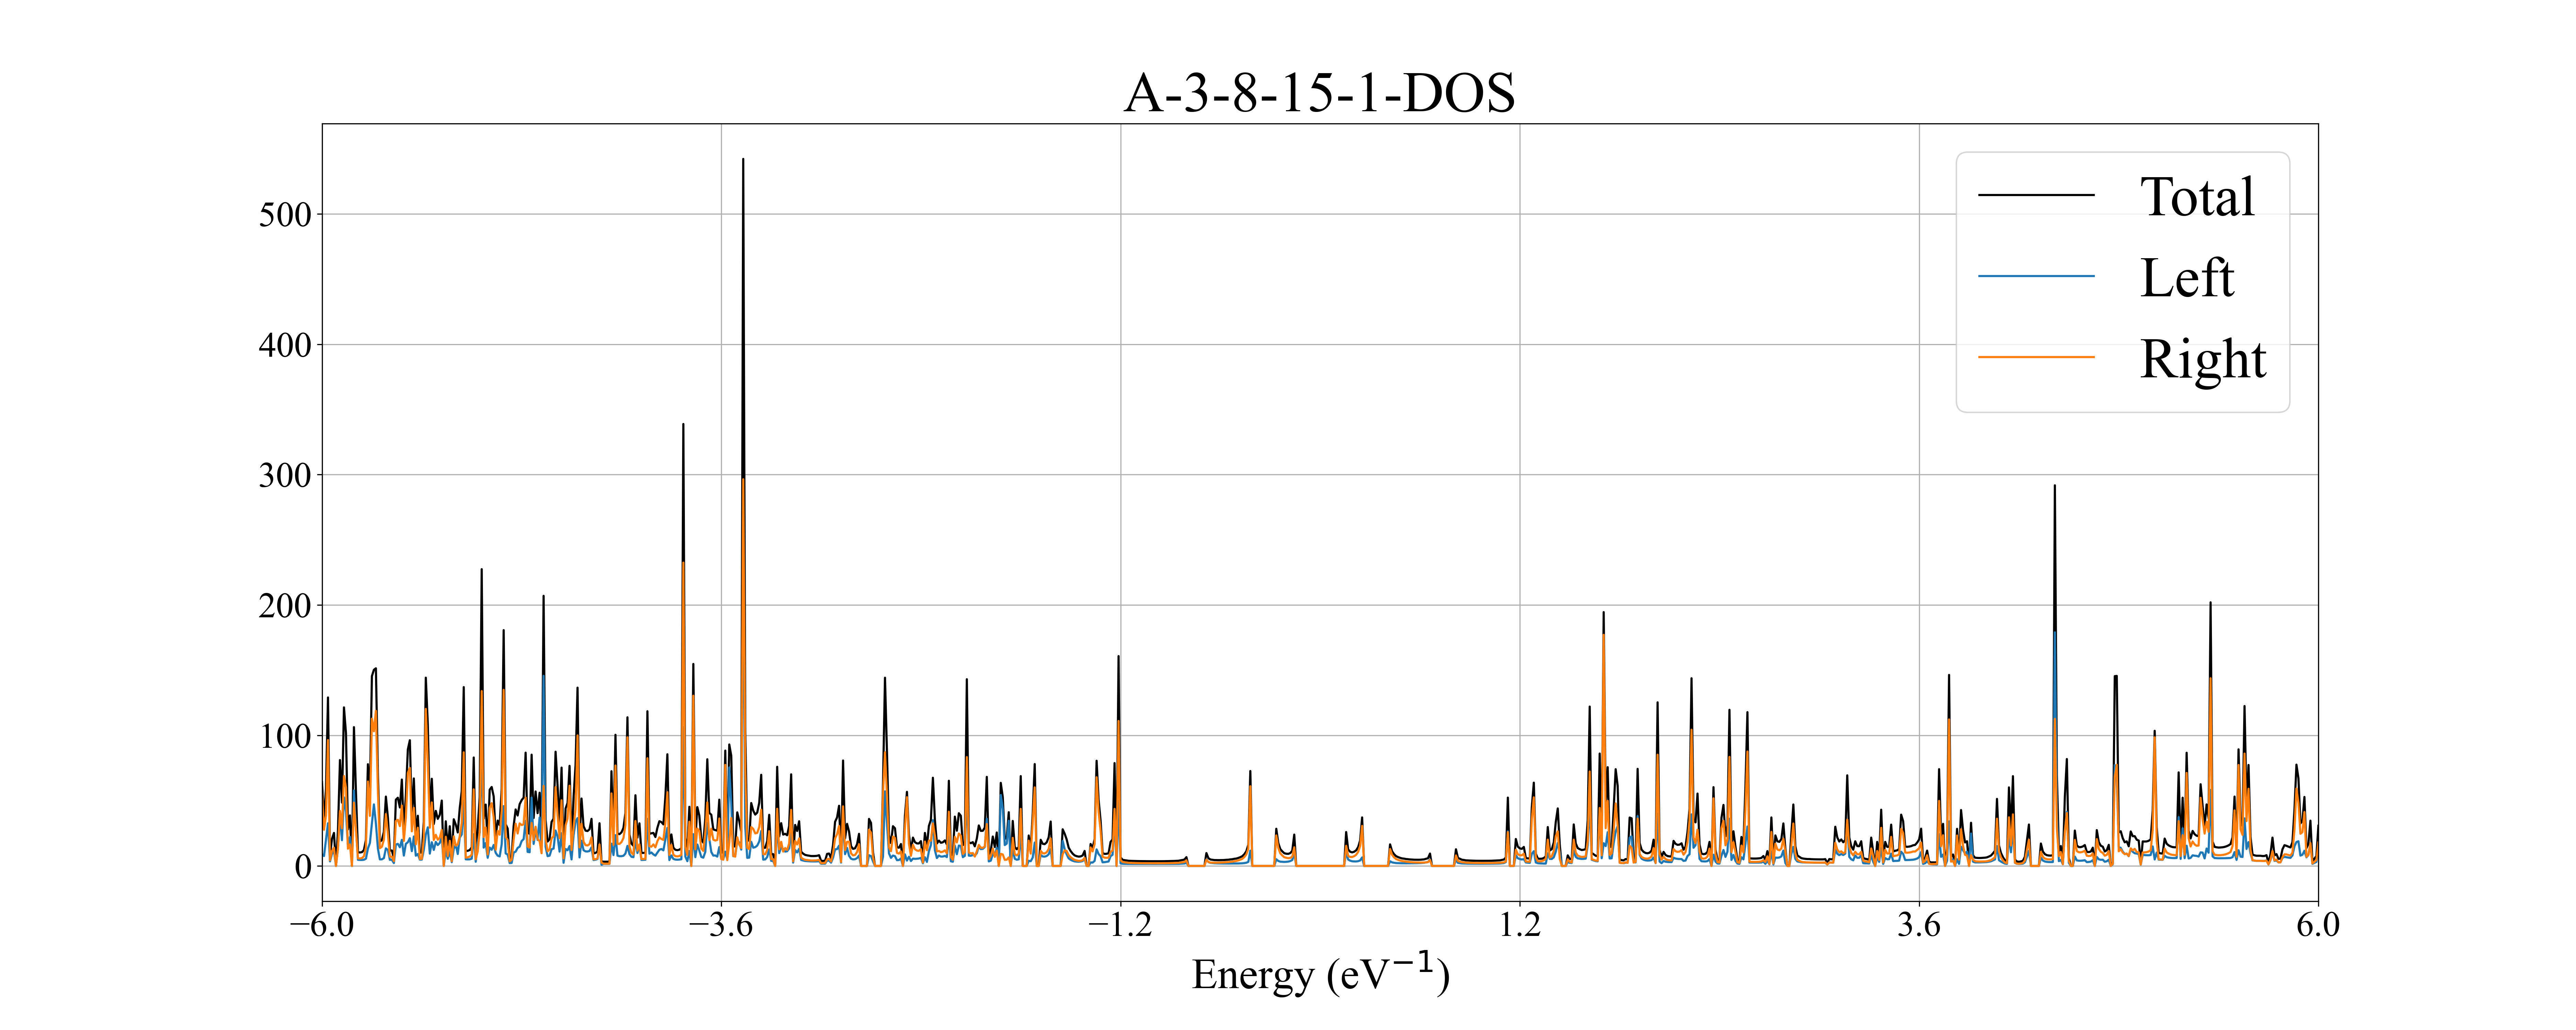 A-3-8-15-1-DOS
500
400
300
200
100
0
Total
Left
Right
−6.0 −3.6 −1.2 1.2 3.6 6.0
Energy (eV⁻¹)